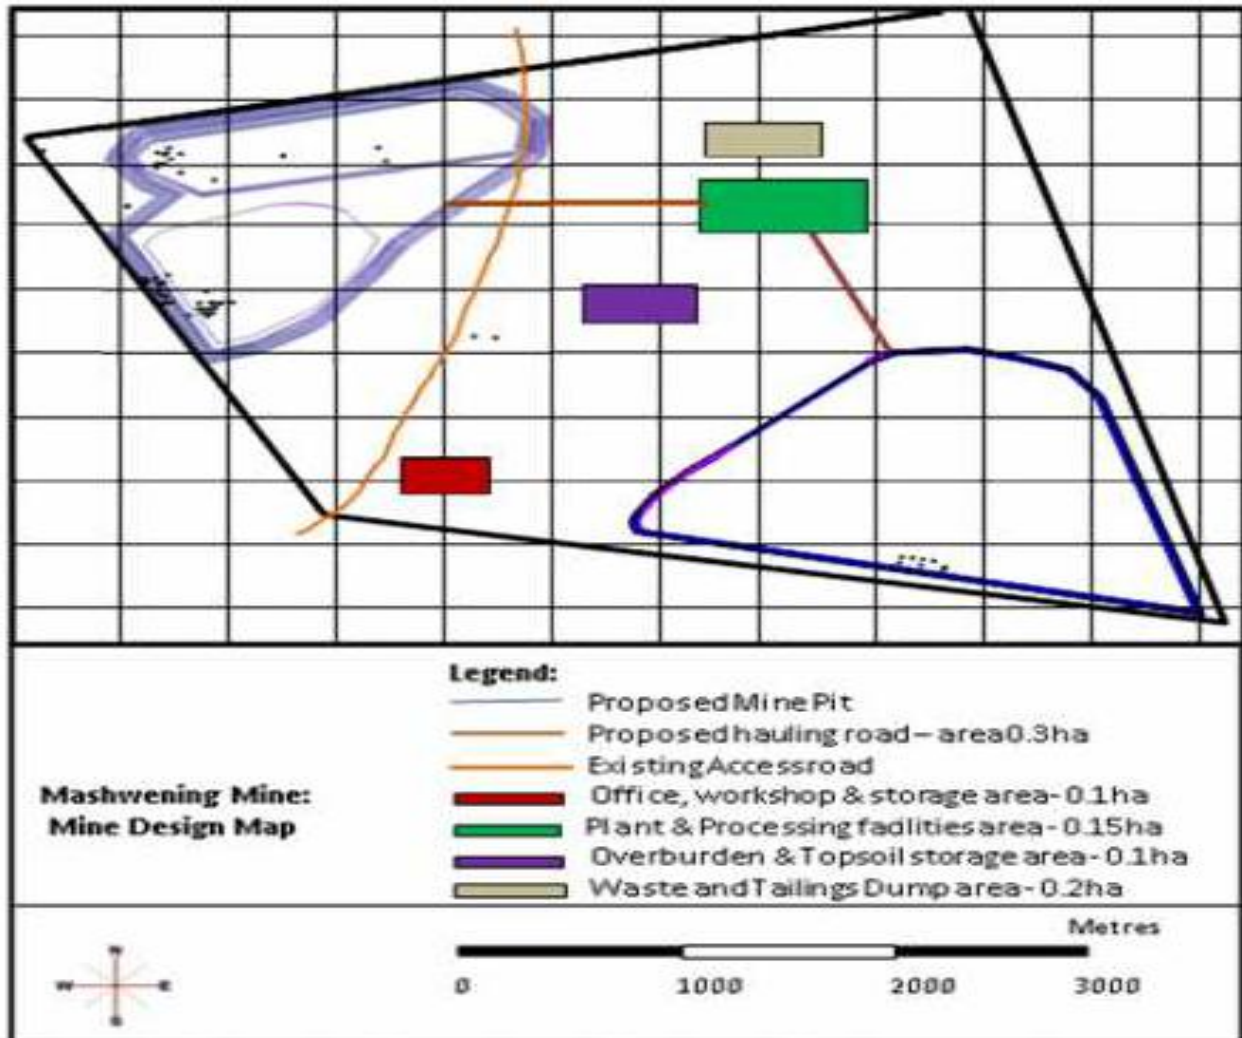 Legend:
Proposed Mine Pit
Proposed hauling road – area 0.3ha
Existing Access road
Mashwening Mine:
Mine Design Map
Office, workshop & storage area - 0.1ha
Plant & Processing facilities area - 0.15ha
Overburden & Topsoil storage area - 0.1ha
Waste and Tailings Dump area - 0.2ha
Metres
N
W E
S
0 1000 2000 3000